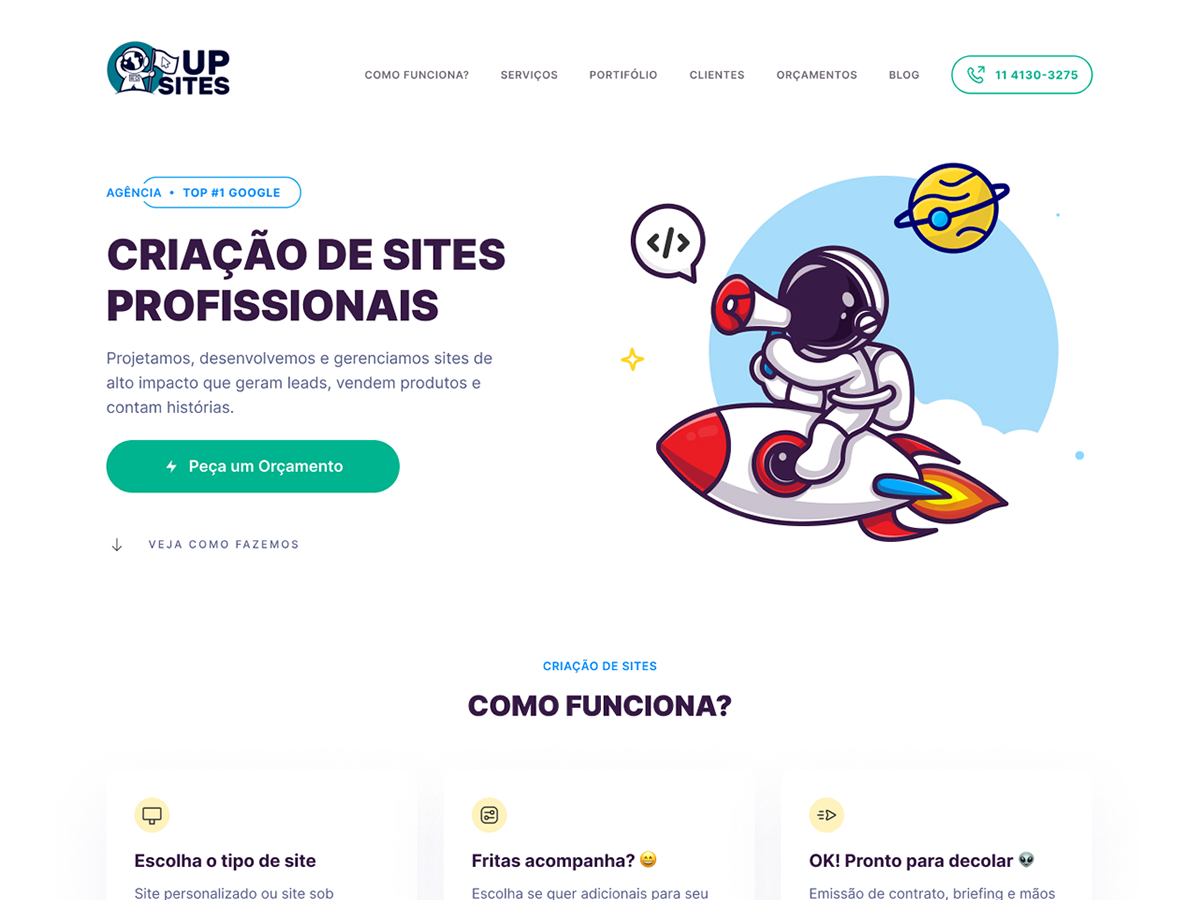 UP
SITES
COMO FUNCIONA?
SERVIÇOS
PORTIFÓLIO
CLIENTES
ORÇAMENTOS
BLOG
11 4130-3275
AGÊNCIA • TOP #1 GOOGLE
CRIAÇÃO DE SITES
PROFISSIONAIS
Projetamos, desenvolvemos e gerenciamos sites de
alto impacto que geram leads, vendem produtos e
contam histórias.
Peça um Orçamento
VEJA COMO FAZEMOS
</>
CRIAÇÃO DE SITES
COMO FUNCIONA?
Escolha o tipo de site
Site personalizado ou site sob
Fritas acompanha? 😄
Escolha se quer adicionais para seu
OK! Pronto para decolar 👽
Emissão de contrato, briefing e mãos